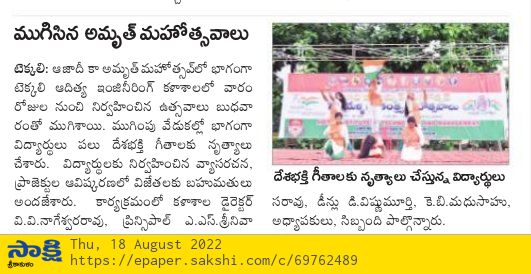 ముగిసిన అమృత్ మహోత్సవాలు
టెక్కలి: ఆజాదీ కా అమృత్ మహోత్సవ్‌లో భాగంగా
టెక్కలి ఆదిత్య ఇంజినీరింగ్ కళాశాలలో వారం
రోజుల నుంచి నిర్వహించిన ఉత్సవాలు బుధవా
రంతో ముగిశాయి. ముగింపు వేడుకల్లో భాగంగా
విద్యార్థులు పలు దేశభక్తి గీతాలకు నృత్యాలు
చేశారు. విద్యార్థులకు నిర్వహించిన వ్యాసరచన,
ప్రాజెక్టుల ఆవిష్కరణలో విజేతలకు బహుమతులు
అందజేశారు. కార్యక్రమంలో కళాశాల డైరెక్టర్
వి.వి.నాగేశ్వరరావు, ప్రిన్సిపాల్ ఎ.ఎస్.శ్రీనివా
దేశభక్తి గీతాలకు నృత్యాలు చేస్తున్న విద్యార్థులు
సరావు, డీన్లు డి.విష్ణుమూర్తి, కె.బి.మధుసాహు,
అధ్యాపకులు, సిబ్బంది పాల్గొన్నారు.
సాక్షి
శ్రీకాకుళం
Thu, 18 August 2022
https://epaper.sakshi.com/c/69762489